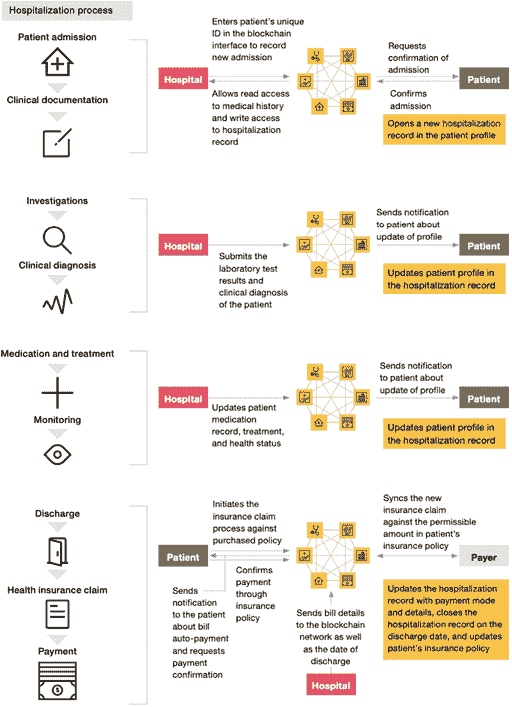 Hospitalization process
Patient admission
Clinical documentation
Enters patient's unique
ID in the blockchain
interface to record
new admission
Hospital
Allows read access
to medical history
and write access
to hospitalization
record
Requests
confirmation of
admission
Patient
Confirms
admission
Opens a new hospitalization
record in the patient profile
Investigations
Clinical diagnosis
Hospital
Submits the
laboratory test
results and
clinical diagnosis
of the patient
Sends notification
to patient about
update of profile
Patient
Updates patient profile in
the hospitalization record
Medication and treatment
Monitoring
Hospital
Updates patient
medication
record, treatment,
and health status
Sends notification
to patient about
update of profile
Patient
Updates patient profile in
the hospitalization record
Discharge
Health insurance claim
Payment
Initiates the
insurance claim
process against
purchased policy
Patient
Sends
notification
to the patient
about bill
auto-payment
and requests
payment
confirmation
Confirms
payment
through
insurance
policy
Sends bill details
to the blockchain
network as well
as the date of
discharge
Hospital
Syncs the new
insurance claim
against the permissible
amount in patient's
insurance policy
Payer
Updates the hospitalization
record with payment mode
and details, closes the
hospitalization record on the
discharge date, and updates
patient's insurance policy